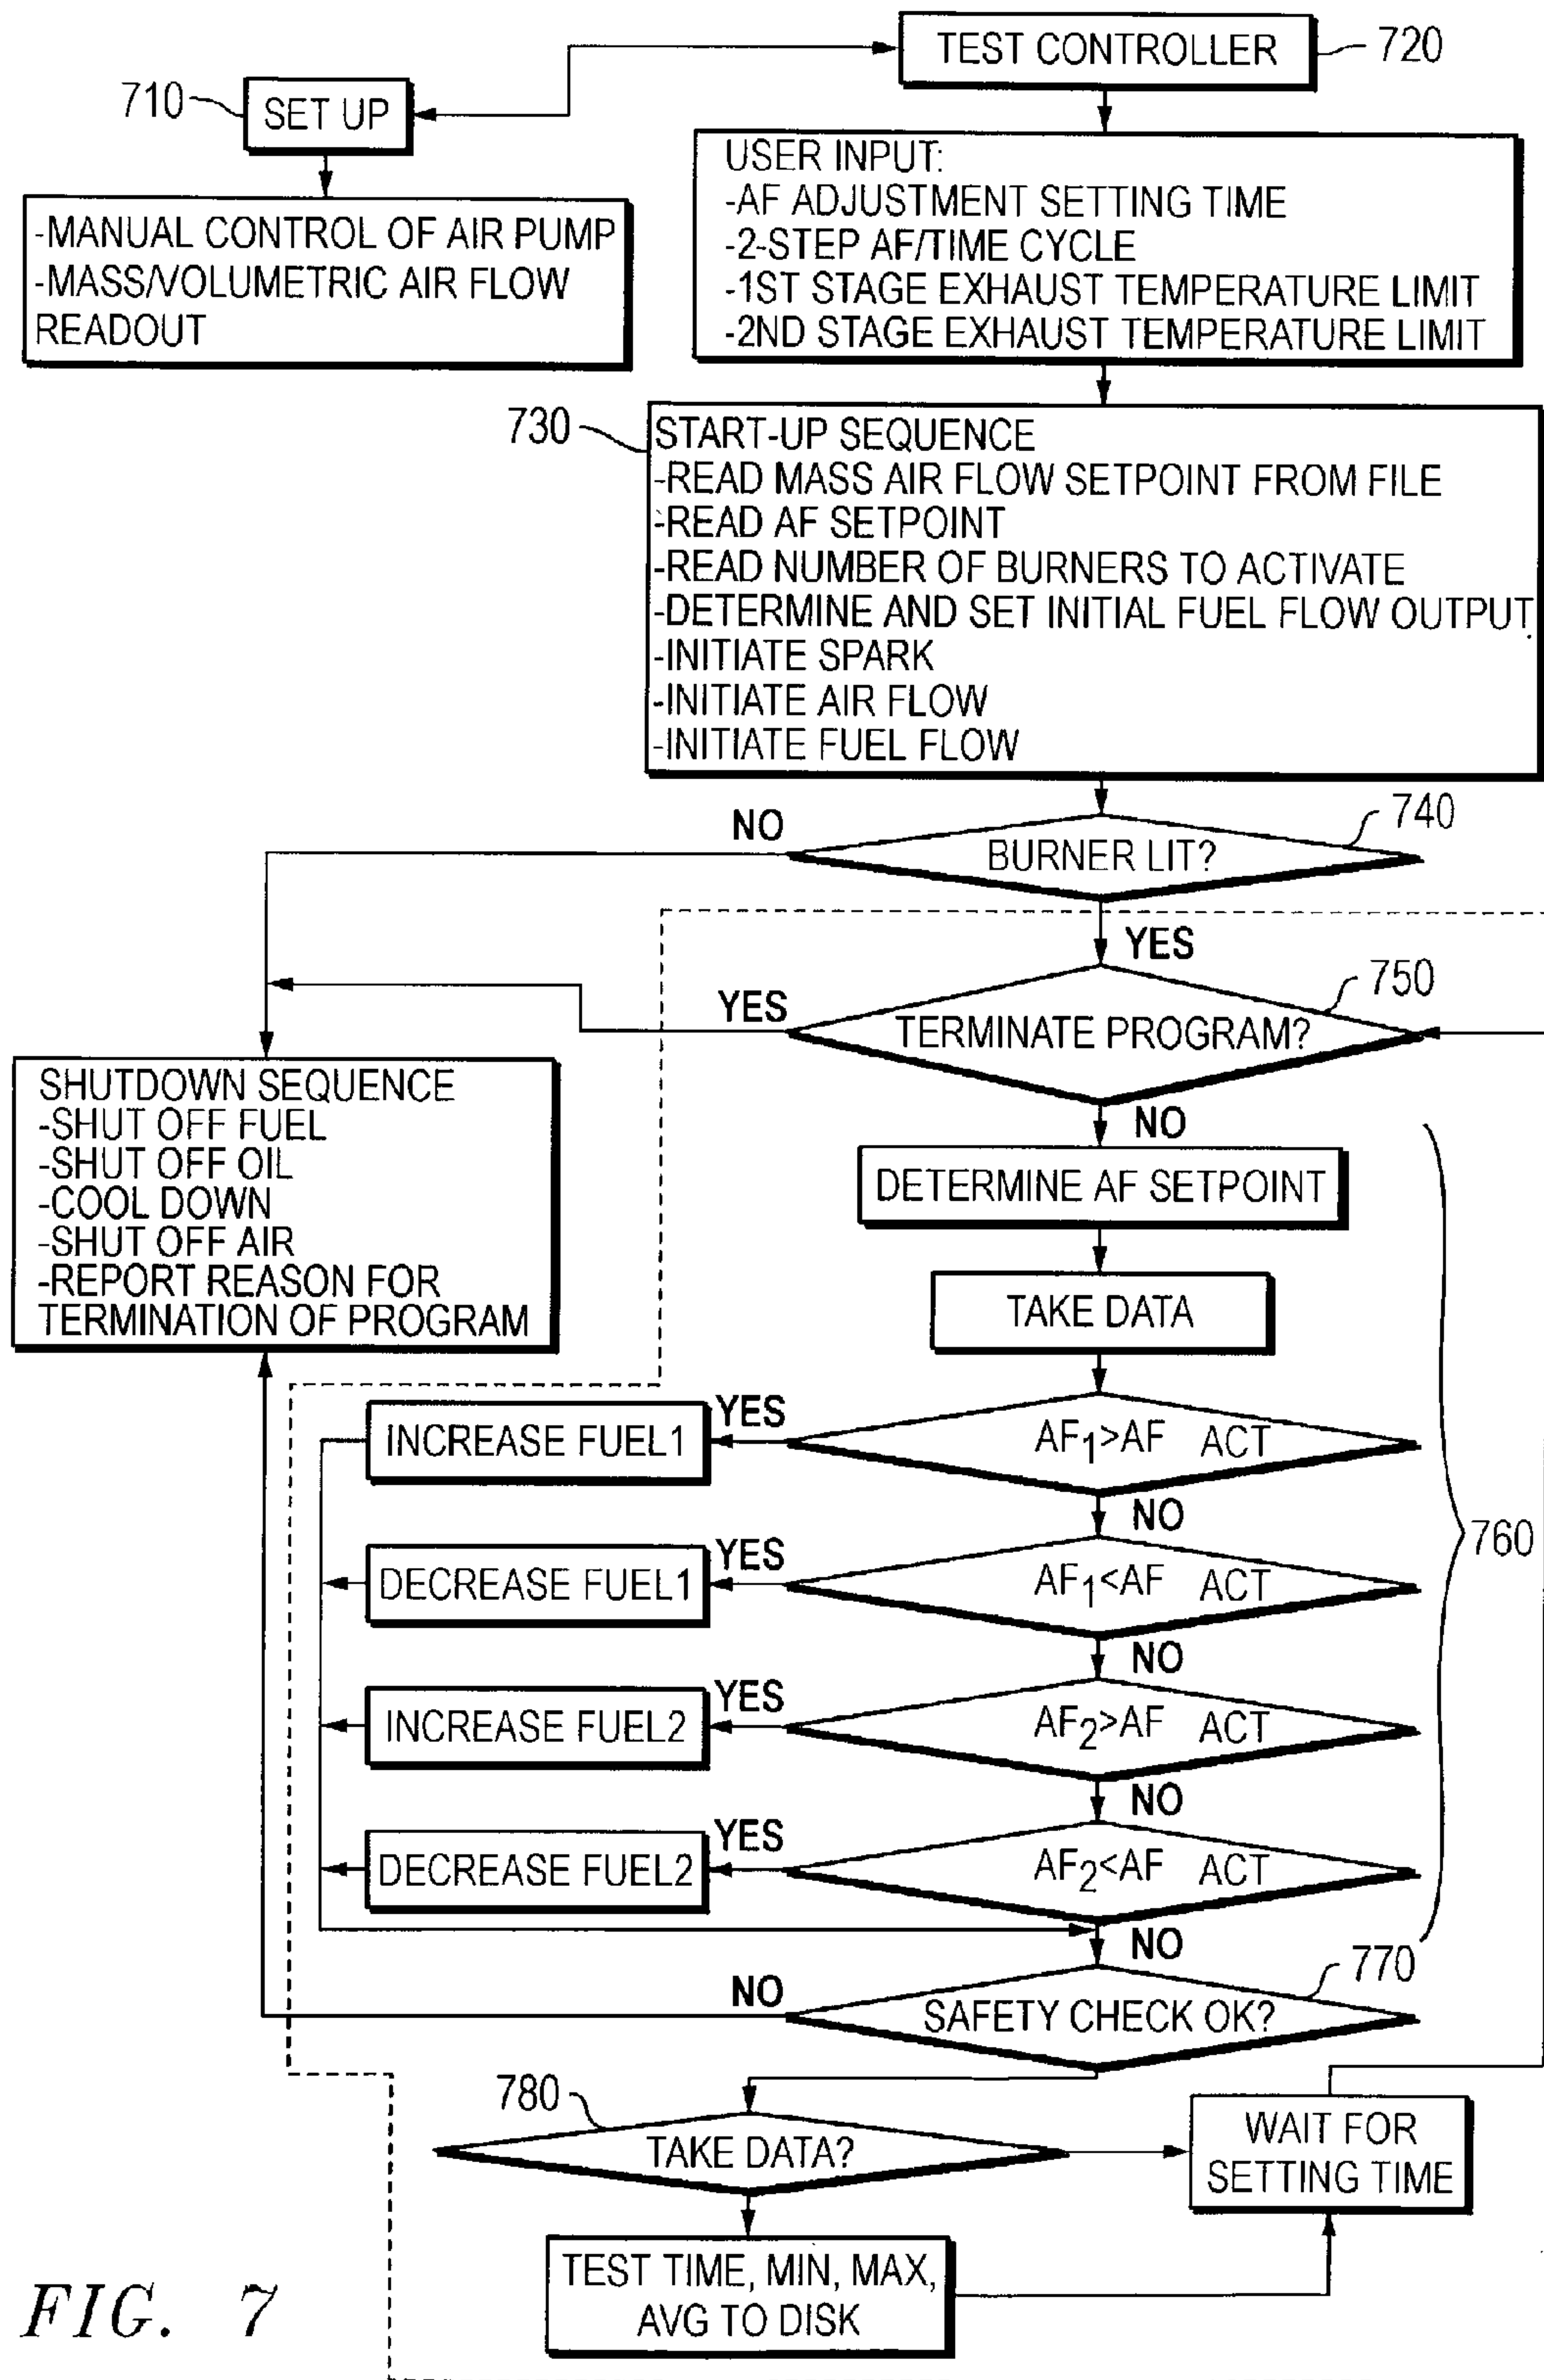 TEST CONTROLLER
720
710
SET UP
-MANUAL CONTROL OF AIR PUMP
-MASS/VOLUMETRIC AIR FLOW
READOUT
USER INPUT:
-AF ADJUSTMENT SETTING TIME
-2-STEP AF/TIME CYCLE
-1ST STAGE EXHAUST TEMPERATURE LIMIT
-2ND STAGE EXHAUST TEMPERATURE LIMIT
730
START-UP SEQUENCE
-READ MASS AIR FLOW SETPOINT FROM FILE
-READ AF SETPOINT
-READ NUMBER OF BURNERS TO ACTIVATE
-DETERMINE AND SET INITIAL FUEL FLOW OUTPUT
-INITIATE SPARK
-INITIATE AIR FLOW
-INITIATE FUEL FLOW
740
NO
BURNER LIT?
YES
750
YES
TERMINATE PROGRAM?
NO
SHUTDOWN SEQUENCE
-SHUT OFF FUEL
-SHUT OFF OIL
-COOL DOWN
-SHUT OFF AIR
-REPORT REASON FOR
TERMINATION OF PROGRAM
DETERMINE AF SETPOINT
TAKE DATA
INCREASE FUEL1
YES
AF1>AF ACT
NO
760
DECREASE FUEL1
YES
AF1<AF ACT
NO
INCREASE FUEL2
YES
AF2>AF ACT
NO
DECREASE FUEL2
YES
AF2<AF ACT
NO
770
NO
SAFETY CHECK OK?
780
TAKE DATA?
WAIT FOR
SETTING TIME
TEST TIME, MIN, MAX,
AVG TO DISK
FIG. 7